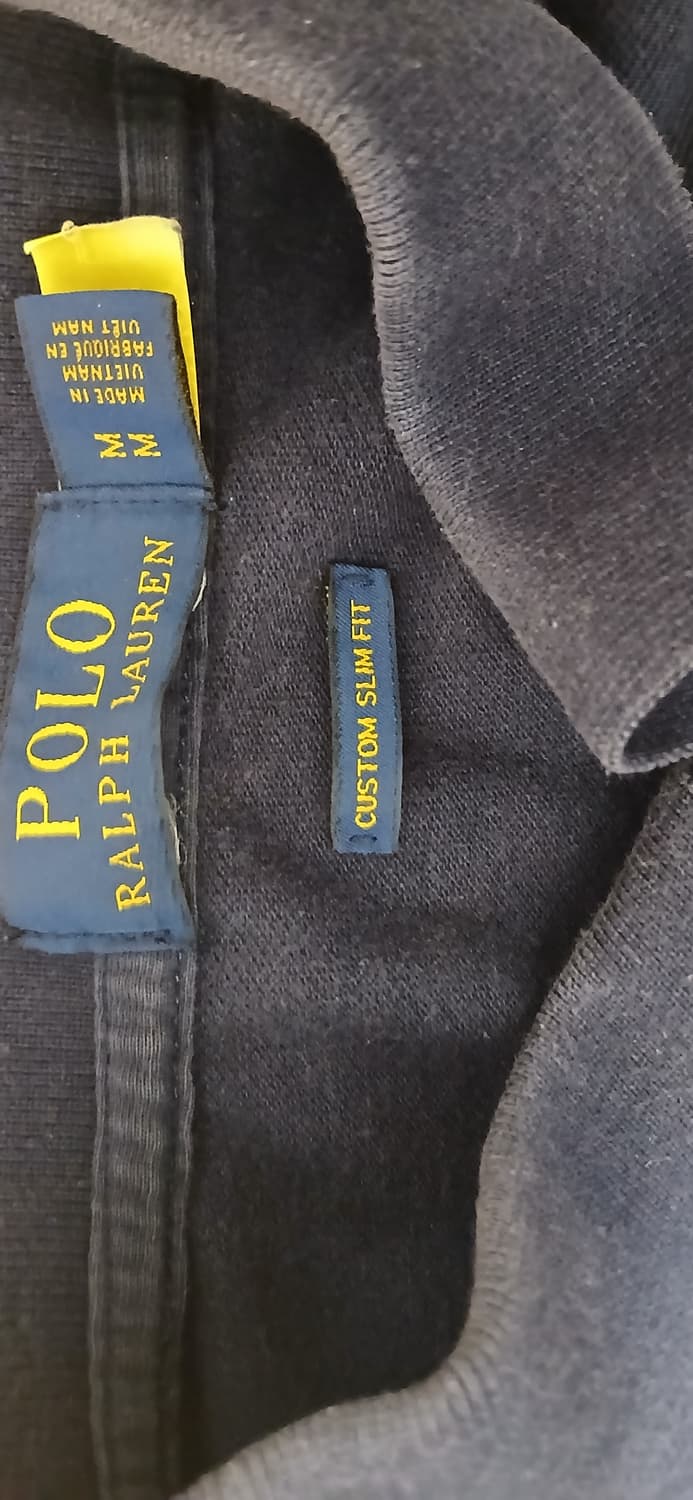 POLO
RALPH LAUREN
M
M
MADE IN
VIETNAM
FABRIQUÉ EN
VIÊT NAM
CUSTOM SLIM FIT